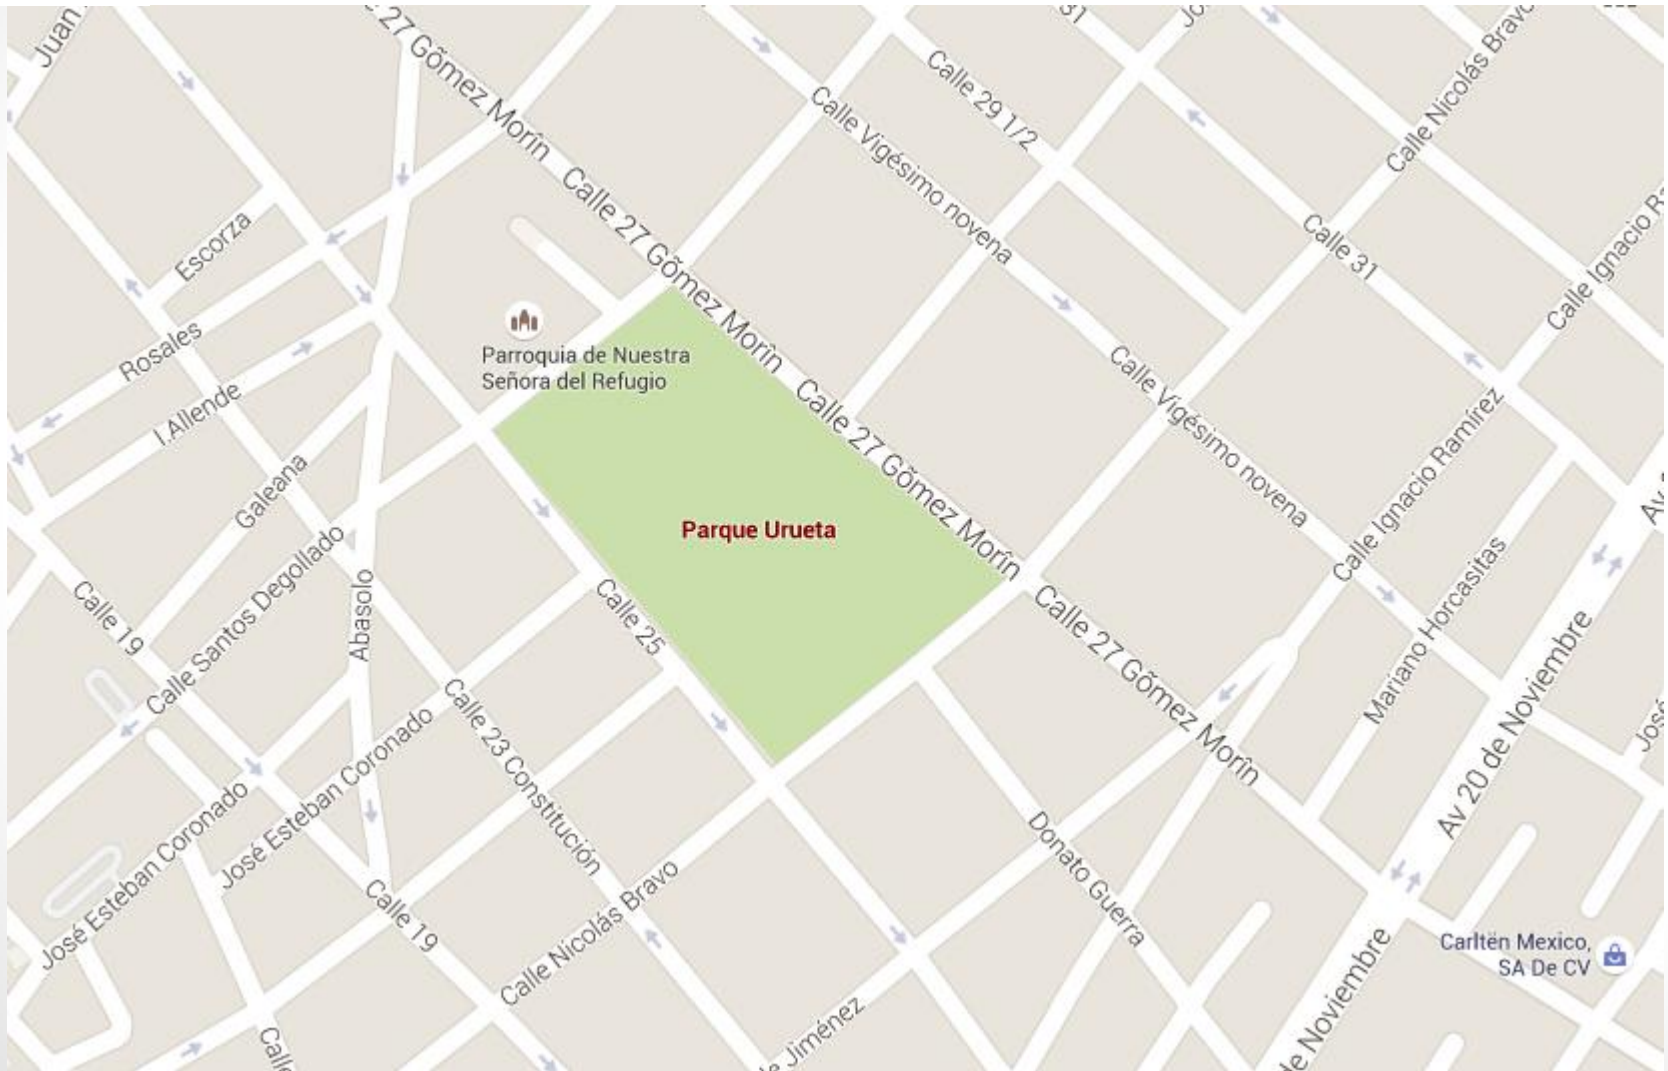 Juan
27 Gõmez Morîn
Calle 27 Gõmez Morîn
Calle 27 Gõmez Morîn
Calle 27 Gõmez Morîn
Calle Vigésimo novena
Calle Vigésimo novena
Calle 29 1/2
31
Calle 31
Calle Nicolás Bravo
Calle Ignacio Ramírez
Calle Ignacio
Mariano Horcasitas
Av 20 de Noviembre
de Noviembre
Av
José
Escorza
Rosales
I.Allende
Galeana
Calle Santos Degollado
Abasolo
Parroquia de Nuestra
Señora del Refugio
Parque Urueta
Calle 25
Calle 19
Calle 23 Constitución
José Esteban Coronado
José Esteban Coronado
Calle 19
Calle Nicolás Bravo
Donato Guerra
Jiménez
Calle
Carltën Mexico,
SA De CV